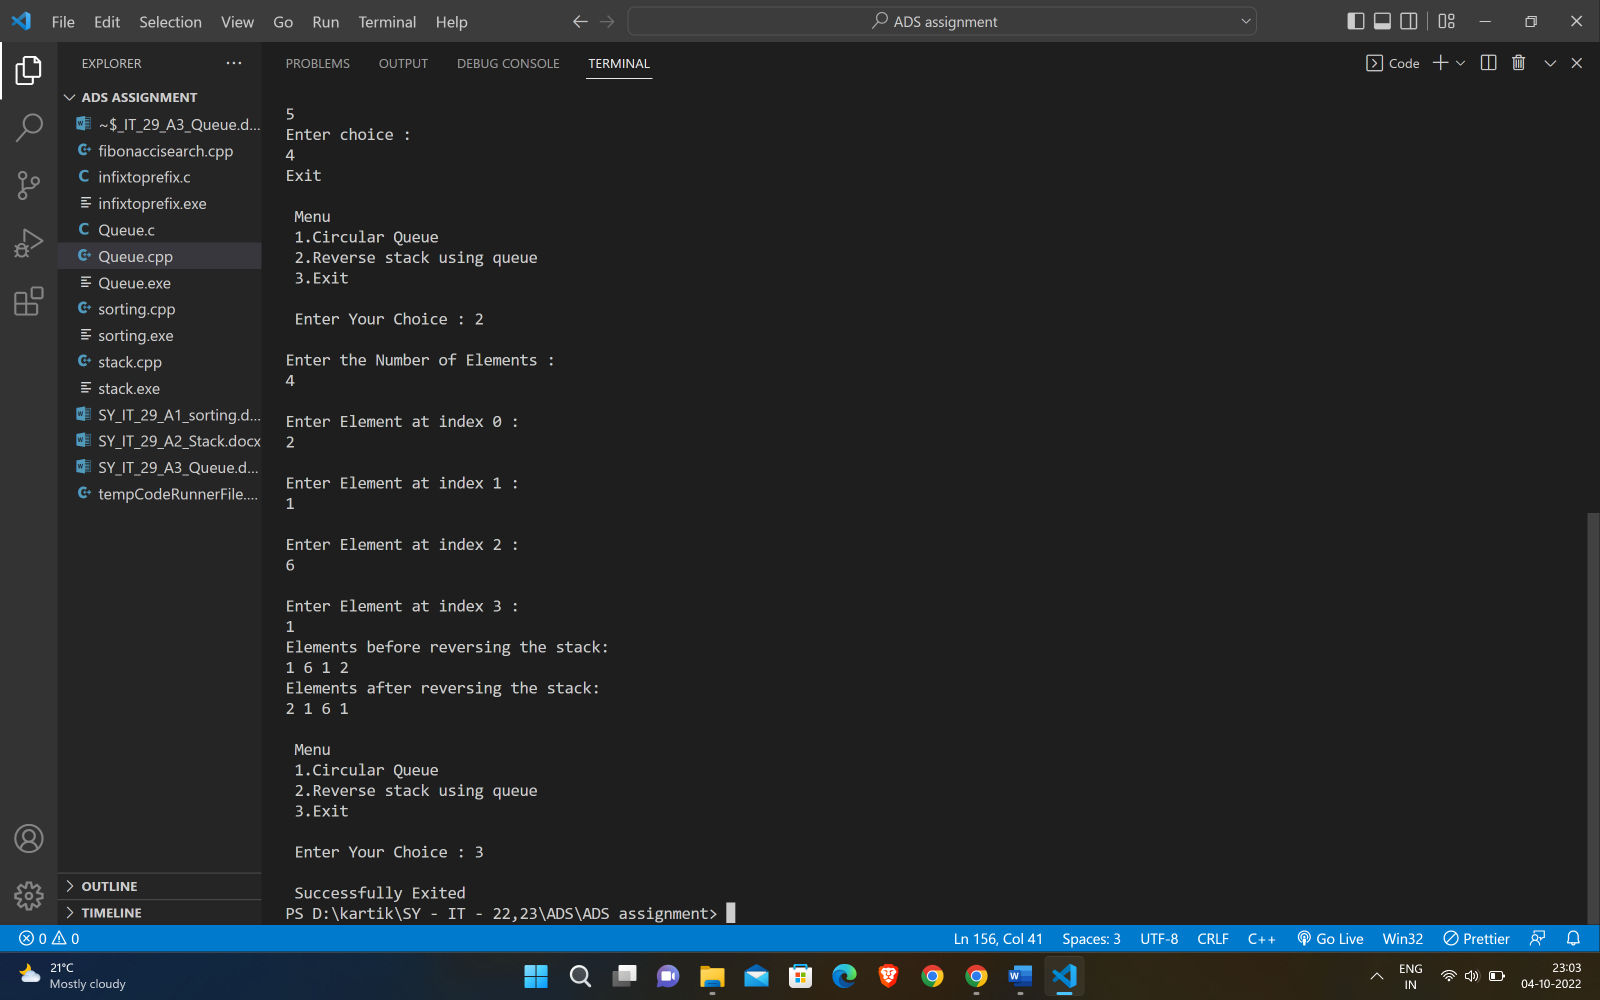 File Edit Selection View Go Run Terminal Help
ADS assignment
EXPLORER
ADS ASSIGNMENT
~$_IT_29_A3_Queue.d...
fibonaccisearch.cpp
infixtoprefix.c
infixtoprefix.exe
Queue.c
Queue.cpp
Queue.exe
sorting.cpp
sorting.exe
stack.cpp
stack.exe
SY_IT_29_A1_sorting.d...
SY_IT_29_A2_Stack.docx
SY_IT_29_A3_Queue.d...
tempCodeRunnerFile....
OUTLINE
TIMELINE
PROBLEMS OUTPUT DEBUG CONSOLE TERMINAL
Code
5
Enter choice :
4
Exit
Menu
1.Circular Queue
2.Reverse stack using queue
3.Exit
Enter Your Choice : 2
Enter the Number of Elements :
4
Enter Element at index 0 :
2
Enter Element at index 1 :
1
Enter Element at index 2 :
6
Enter Element at index 3 :
1
Elements before reversing the stack:
1 6 1 2
Elements after reversing the stack:
2 1 6 1
Menu
1.Circular Queue
2.Reverse stack using queue
3.Exit
Enter Your Choice : 3
Successfully Exited
PS D:\kartik\SY - IT - 22,23\ADS\ADS assignment>
0 0
Ln 156, Col 41 Spaces: 3 UTF-8 CRLF C++ Go Live Win32 Prettier
21°C
Mostly cloudy
ENG
IN
23:03
04-10-2022